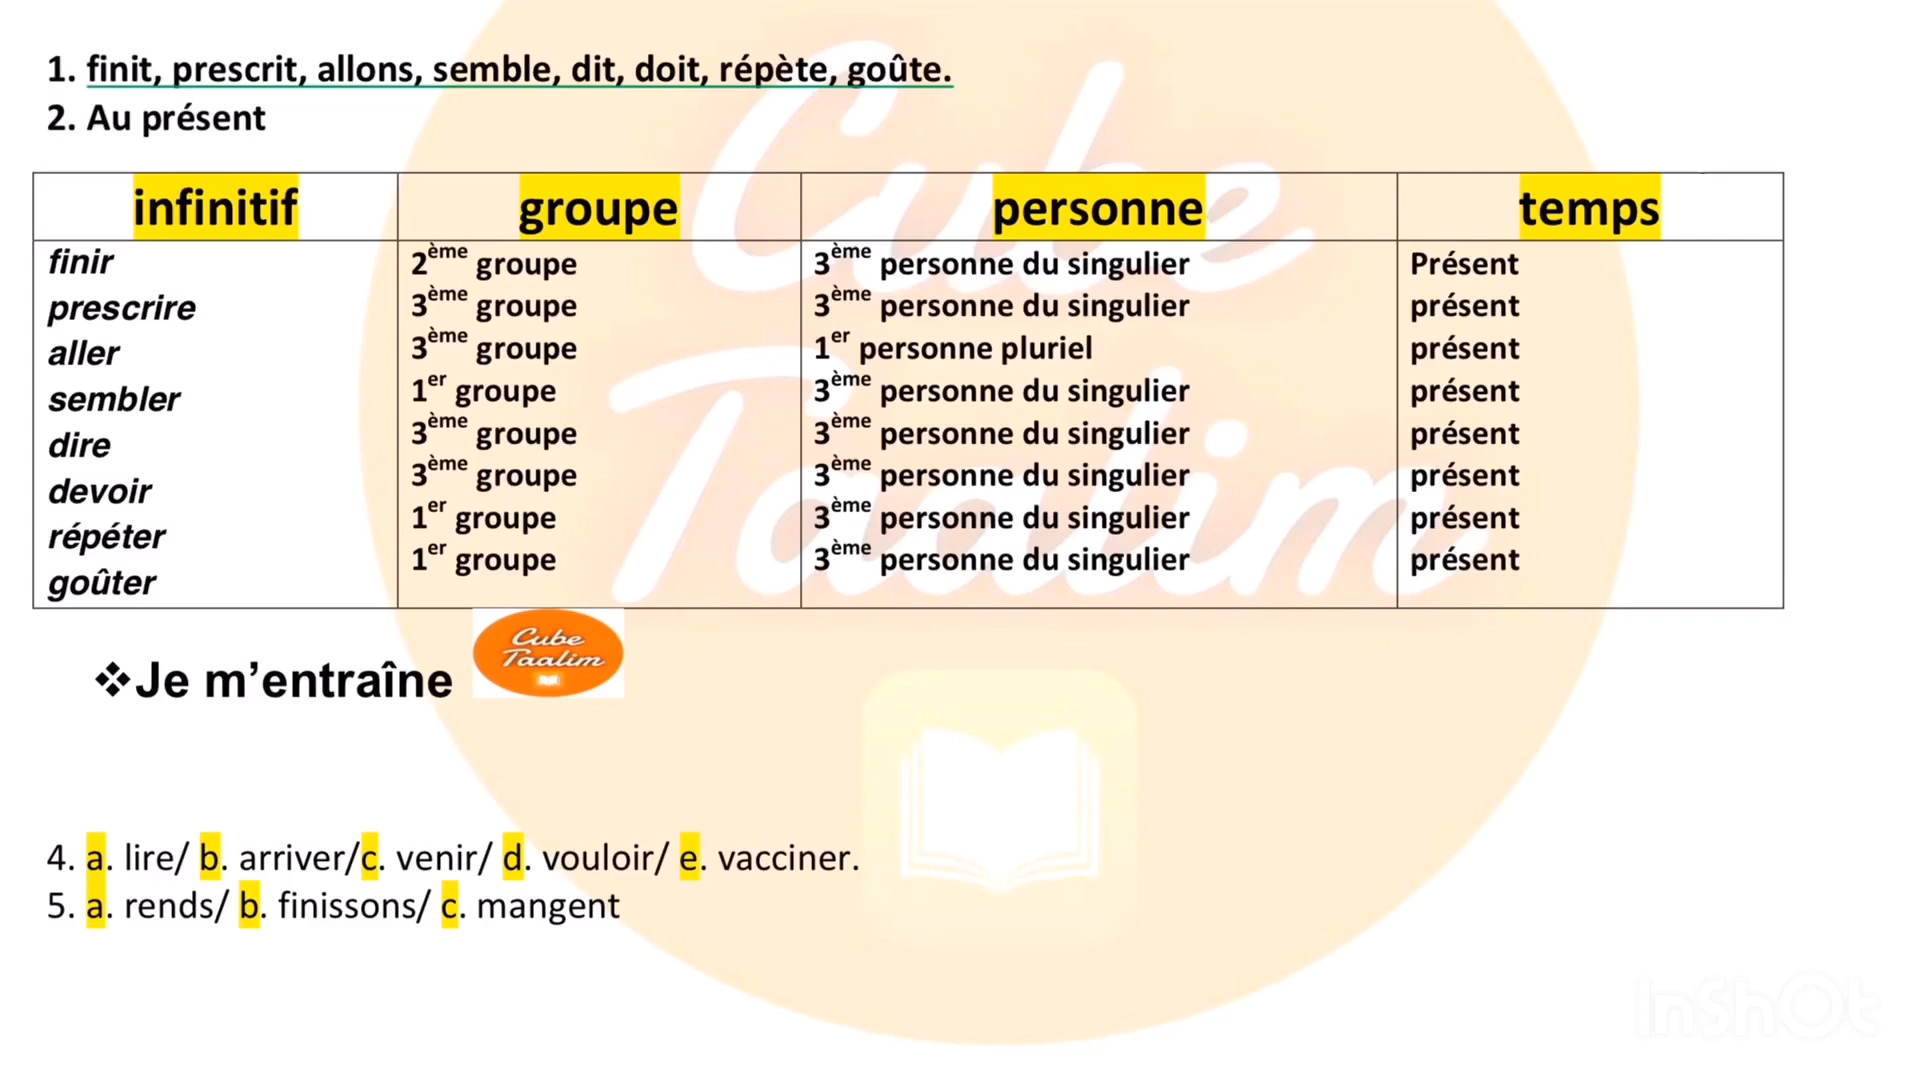 1. finit, prescrit, allons, semble, dit, doit, répète, goûte.
2. Au présent
infinitif groupe personne temps
finir 2ème groupe 3ème personne du singulier Présent
prescrire 3ème groupe 3ème personne du singulier présent
aller 3ème groupe 1er personne pluriel présent
sembler 1er groupe 3ème personne du singulier présent
dire 3ème groupe 3ème personne du singulier présent
devoir 3ème groupe 3ème personne du singulier présent
répéter 1er groupe 3ème personne du singulier présent
goûter 1er groupe 3ème personne du singulier présent
❖Je m’entraîne
Cube
Taalim
4. a. lire/ b. arriver/c. venir/ d. vouloir/ e. vacciner.
5. a. rends/ b. finissons/ c. mangent
Cube
Taalim
InShOt